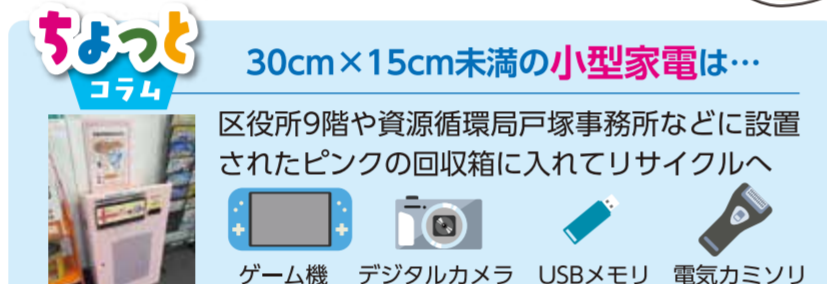 ちょっと
コラム
30cm×15cm未満の小型家電は…
区役所9階や資源循環局戸塚事務所などに設置
されたピンクの回収箱に入れてリサイクルへ
ゲーム機 デジタルカメラ USBメモリ 電気カミソリ